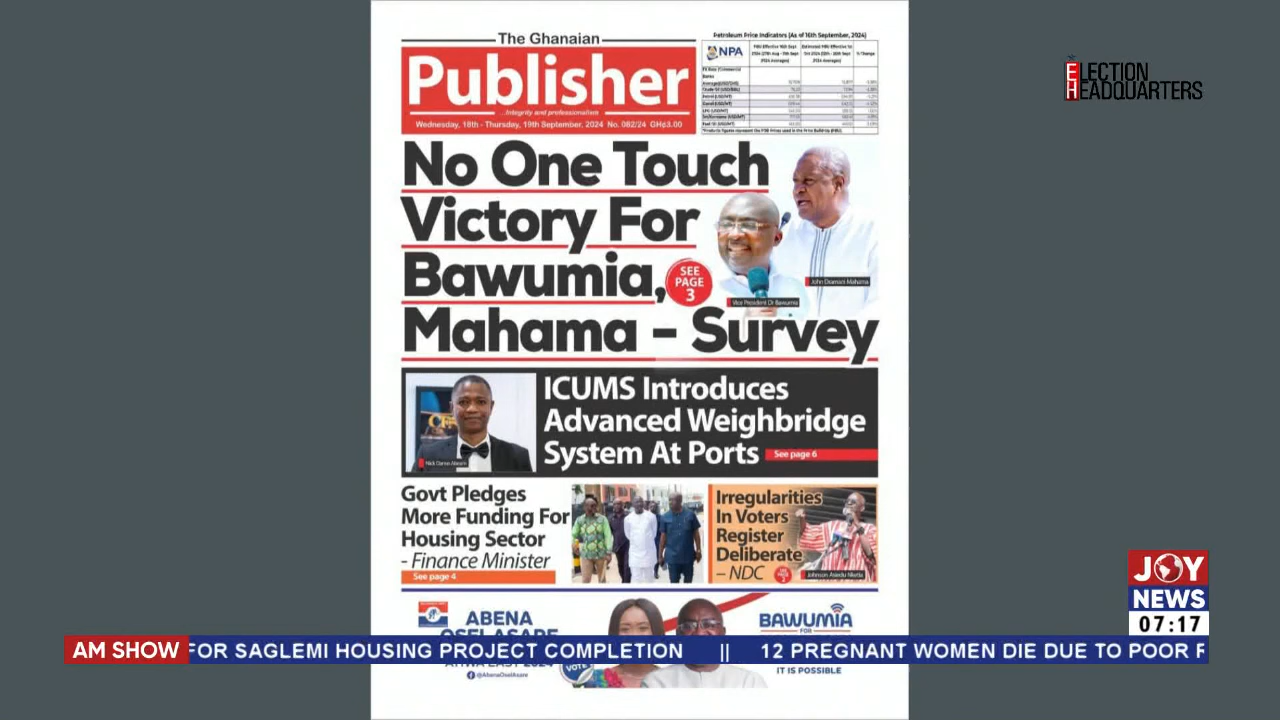 The Ghanaian
Publisher
...Integrity and professionalism
Wednesday, 18th - Thursday, 19th September, 2024 No. 082/24 GH¢3.00
Petroleum Price Indicators (As of 16th September, 2024)
NPA
% Change
ELECTION
HEADQUARTERS
No One Touch
Victory For
Bawumia,
Mahama – Survey
SEE
PAGE
3
John Dramani Mahama
Vice President Dr Bawumia
ICUMS Introduces
Advanced Weighbridge
System At Ports
See page 6
Govt Pledges
More Funding For
Housing Sector
- Finance Minister
See page 4
Irregularities
In Voters
Register
Deliberate
– NDC
Johnson Asiedu Nketia
ABENA
OSEI ASARE
BAWUMIA
FOR
VOTE
@AbenaOseiAsare
IT IS POSSIBLE
JOY
NEWS
07:17
AM SHOW
FOR SAGLEMI HOUSING PROJECT COMPLETION || 12 PREGNANT WOMEN DIE DUE TO POOR